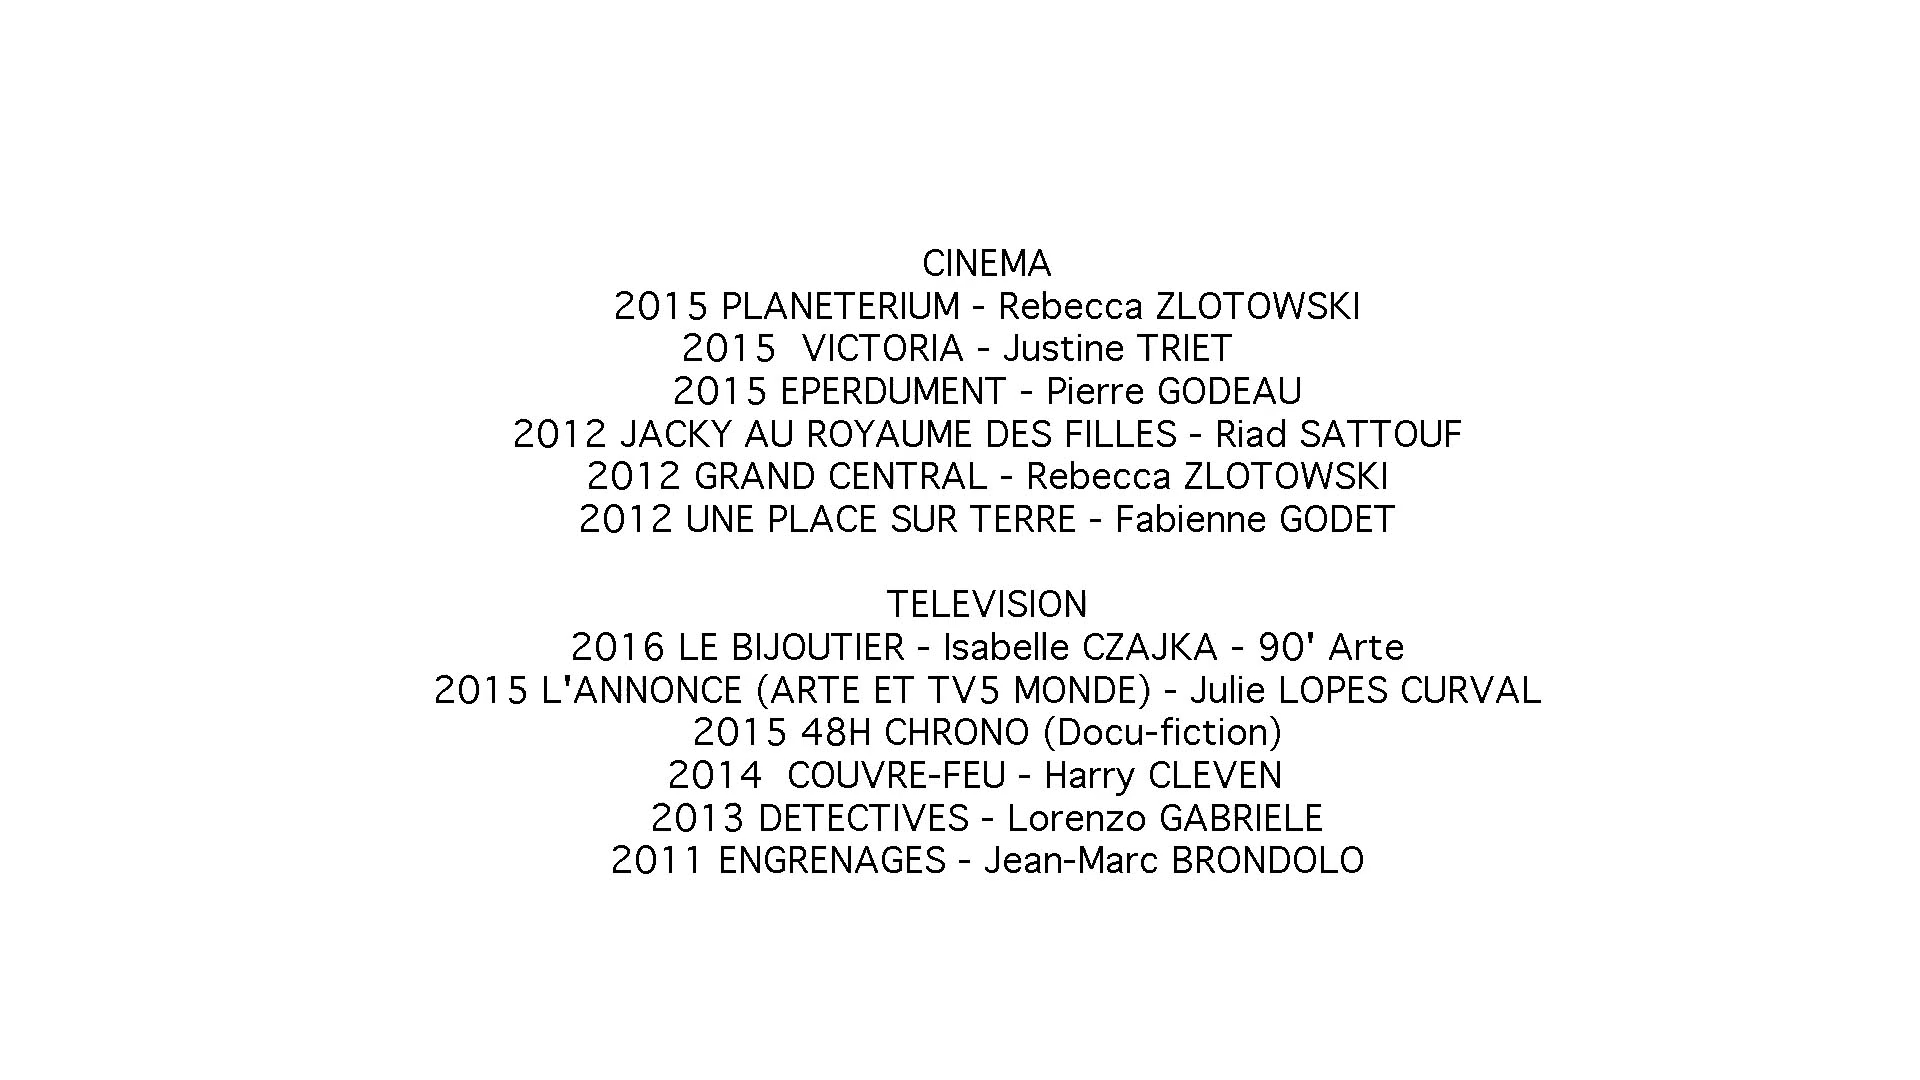 CINEMA
2015 PLANETERIUM - Rebecca ZLOTOWSKI
2015  VICTORIA - Justine TRIET
2015 EPERDUMENT - Pierre GODEAU
2012 JACKY AU ROYAUME DES FILLES - Riad SATTOUF
2012 GRAND CENTRAL - Rebecca ZLOTOWSKI
2012 UNE PLACE SUR TERRE - Fabienne GODET
TELEVISION
2016 LE BIJOUTIER - Isabelle CZAJKA - 90' Arte
2015 L'ANNONCE (ARTE ET TV5 MONDE) - Julie LOPES CURVAL
2015 48H CHRONO (Docu-fiction)
2014  COUVRE-FEU - Harry CLEVEN
2013 DETECTIVES - Lorenzo GABRIELE
2011 ENGRENAGES - Jean-Marc BRONDOLO